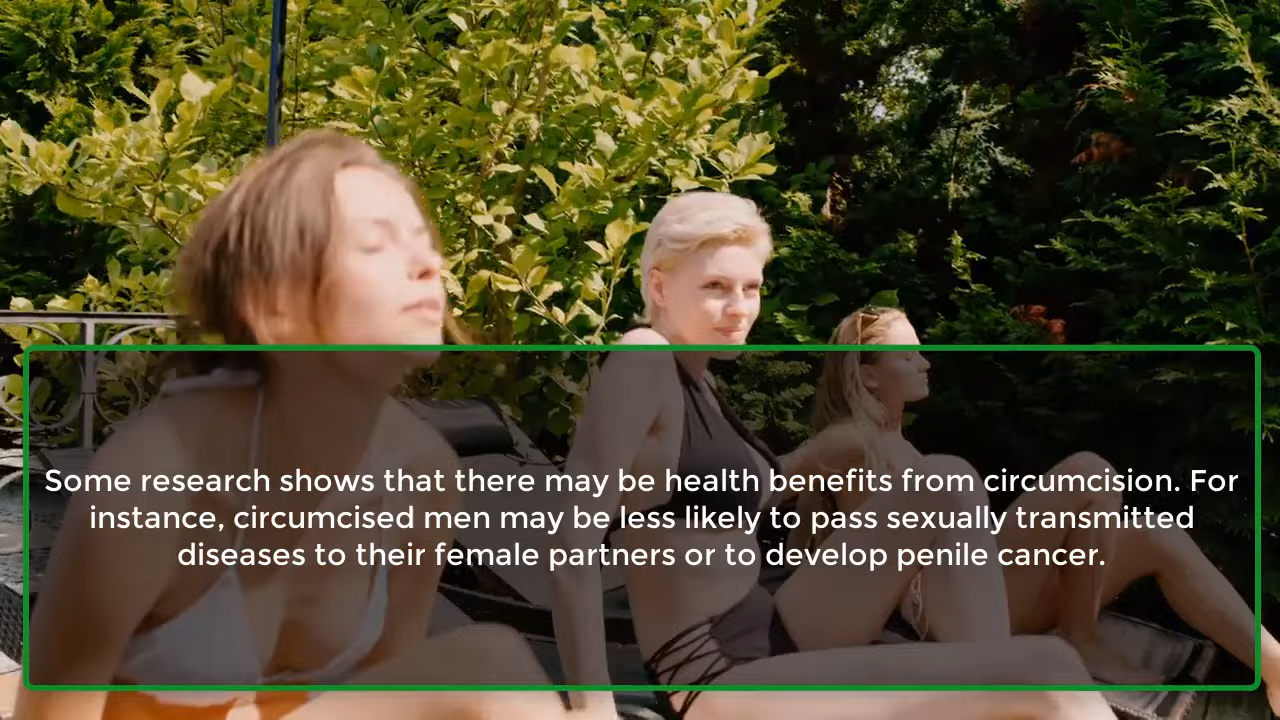 Some research shows that there may be health benefits from circumcision. For
instance, circumcised men may be less likely to pass sexually transmitted
diseases to their female partners or to develop penile cancer.